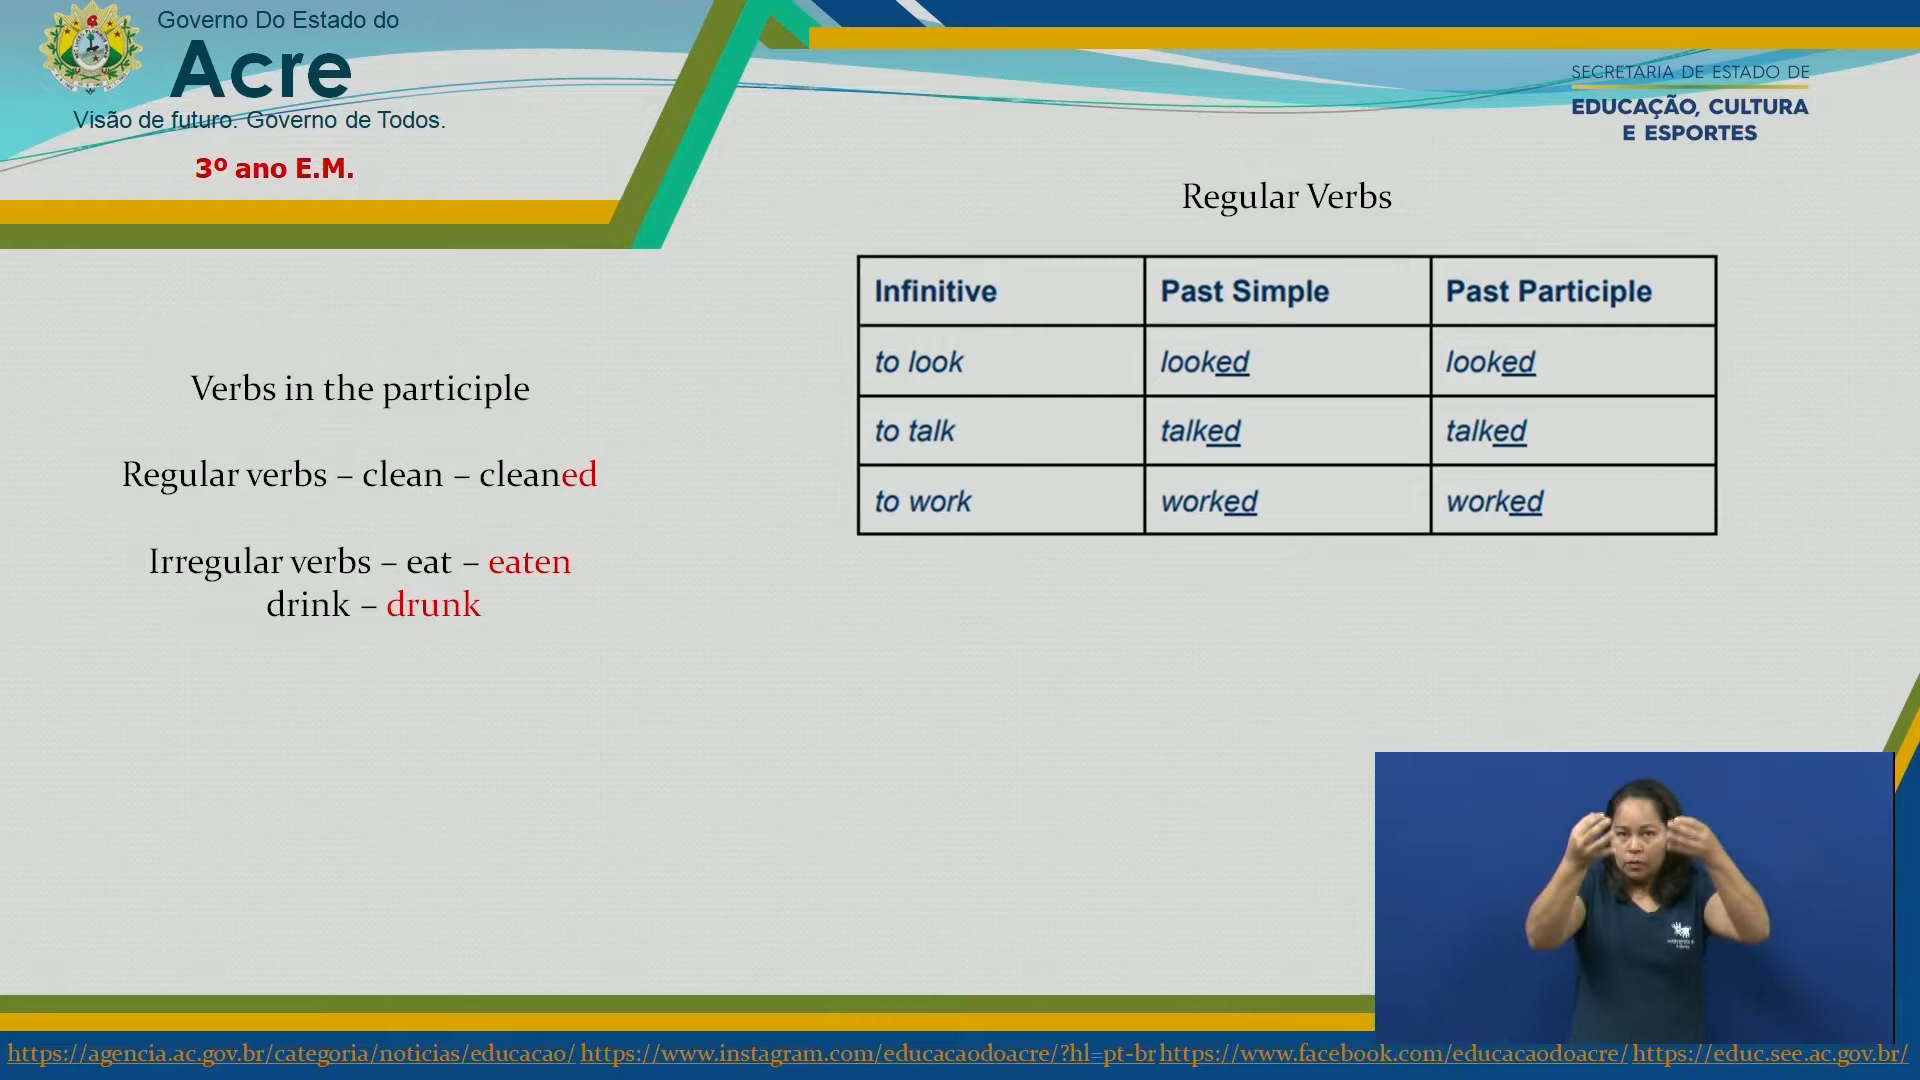 Governo Do Estado do
Acre
Visão de futuro. Governo de Todos.
3º ano E.M.
SECRETARIA DE ESTADO DE
EDUCAÇÃO, CULTURA
E ESPORTES
Verbs in the participle
Regular verbs – clean – cleaned
Irregular verbs – eat – eaten
drink – drunk
Regular Verbs
Infinitive Past Simple Past Participle
to look looked looked
to talk talked talked
to work worked worked
https://agencia.ac.gov.br/categoria/noticias/educacao/ https://www.instagram.com/educacaodoacre/?hl=pt-br https://www.facebook.com/educacaodoacre/ https://educ.see.ac.gov.br/